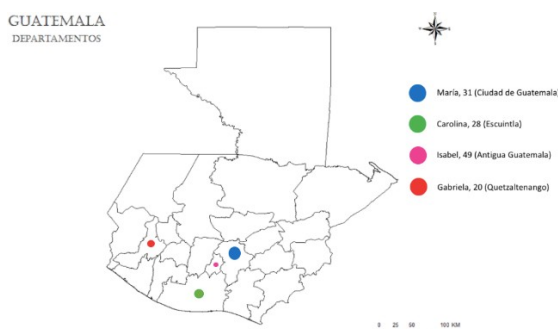 GUATEMALA
DEPARTAMENTOS
María, 31 (Ciudad de Guatemala)
Carolina, 28 (Escuintla)
Isabel, 49 (Antigua Guatemala)
Gabriela, 20 (Quetzaltenango)
0 25 50 100 KM